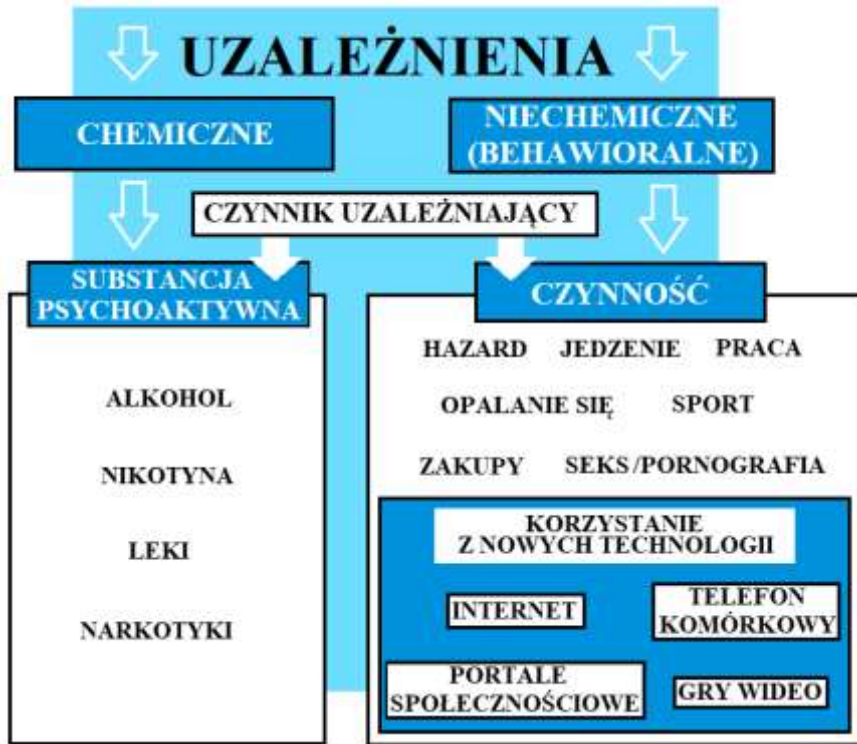 UZALEŻNIENIA
CHEMICZNE
NIECHEMICZNE
(BEHAWIORALNE)
CZYNNIK UZALEŻNIAJĄCY
SUBSTANCJA
PSYCHOAKTYWNA
ALKOHOL
NIKOTYNA
LEKI
NARKOTYKI
CZYNNOŚĆ
HAZARD JEDZENIE PRACA
OPALANIE SIĘ SPORT
ZAKUPY SEKS/PORNOGRAFIA
KORZYSTANIE
Z NOWYCH TECHNOLOGII
INTERNET
TELEFON
KOMÓRKOWY
PORTALE
SPOŁECZNOŚCIOWE
GRY WIDEO